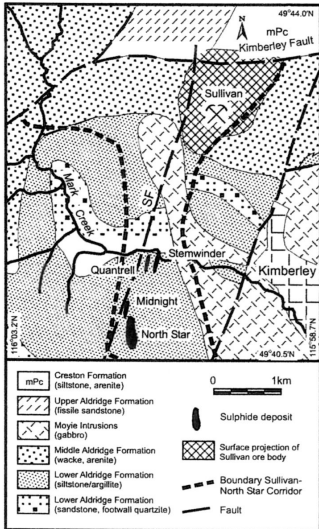 49°44.0'N
N
mPc
Kimberley Fault
Sullivan
SF
Mark
Creek
Stemwinder
Quantrell
Kimberley
Midnight
North Star
116°03.2'W
49°40.5'N
115°58.7'W
mPc Creston Formation
(siltstone, arenite)
Upper Aldridge Formation
(fissile sandstone)
Moyie Intrusions
(gabbro)
Middle Aldridge Formation
(wacke, arenite)
Lower Aldridge Formation
(siltstone/argillite)
Lower Aldridge Formation
(sandstone, footwall quartzite)
0 1km
Sulphide deposit
Surface projection of
Sullivan ore body
Boundary Sullivan-
North Star Corridor
Fault